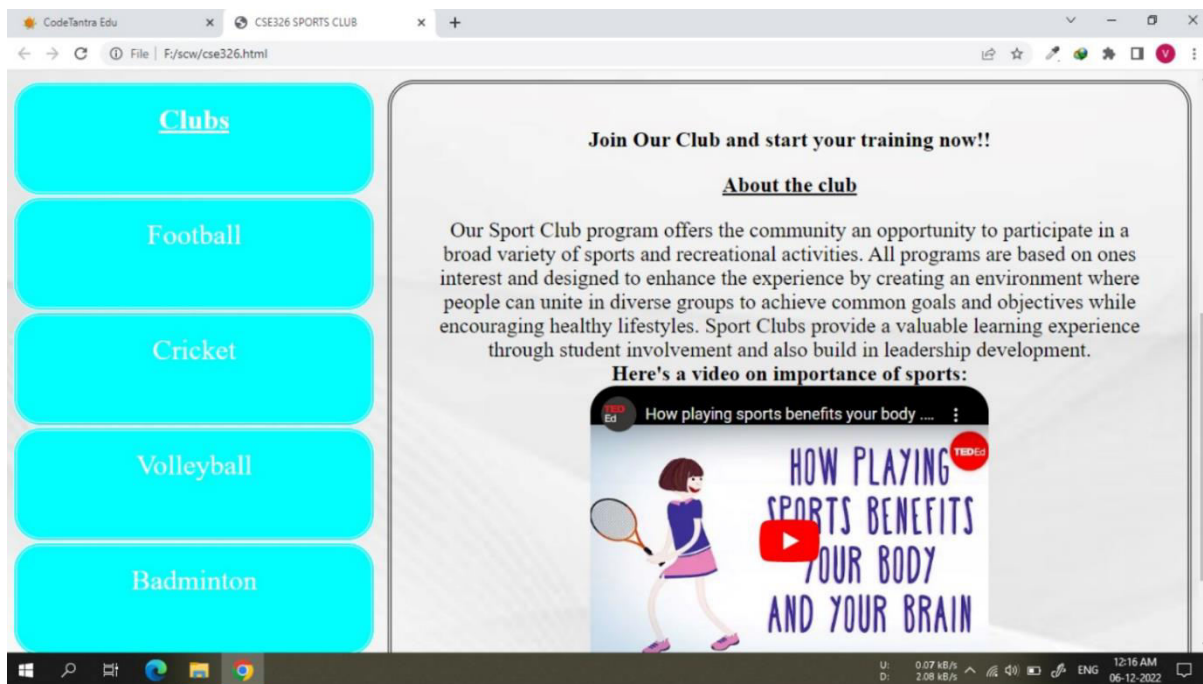 CodeTantra Edu
CSE326 SPORTS CLUB
File | F:/scw/cse326.html
V
Clubs
Football
Cricket
Volleyball
Badminton
Join Our Club and start your training now!!
About the club
Our Sport Club program offers the community an opportunity to participate in a
broad variety of sports and recreational activities. All programs are based on ones
interest and designed to enhance the experience by creating an environment where
people can unite in diverse groups to achieve common goals and objectives while
encouraging healthy lifestyles. Sport Clubs provide a valuable learning experience
through student involvement and also build in leadership development.
Here's a video on importance of sports:
TED
Ed
How playing sports benefits your body ....
TEDEd
HOW PLAYING
SPORTS BENEFITS
YOUR BODY
AND YOUR BRAIN
U: 0.07 kB/s
D: 2.08 kB/s
ENG
12:16 AM
06-12-2022